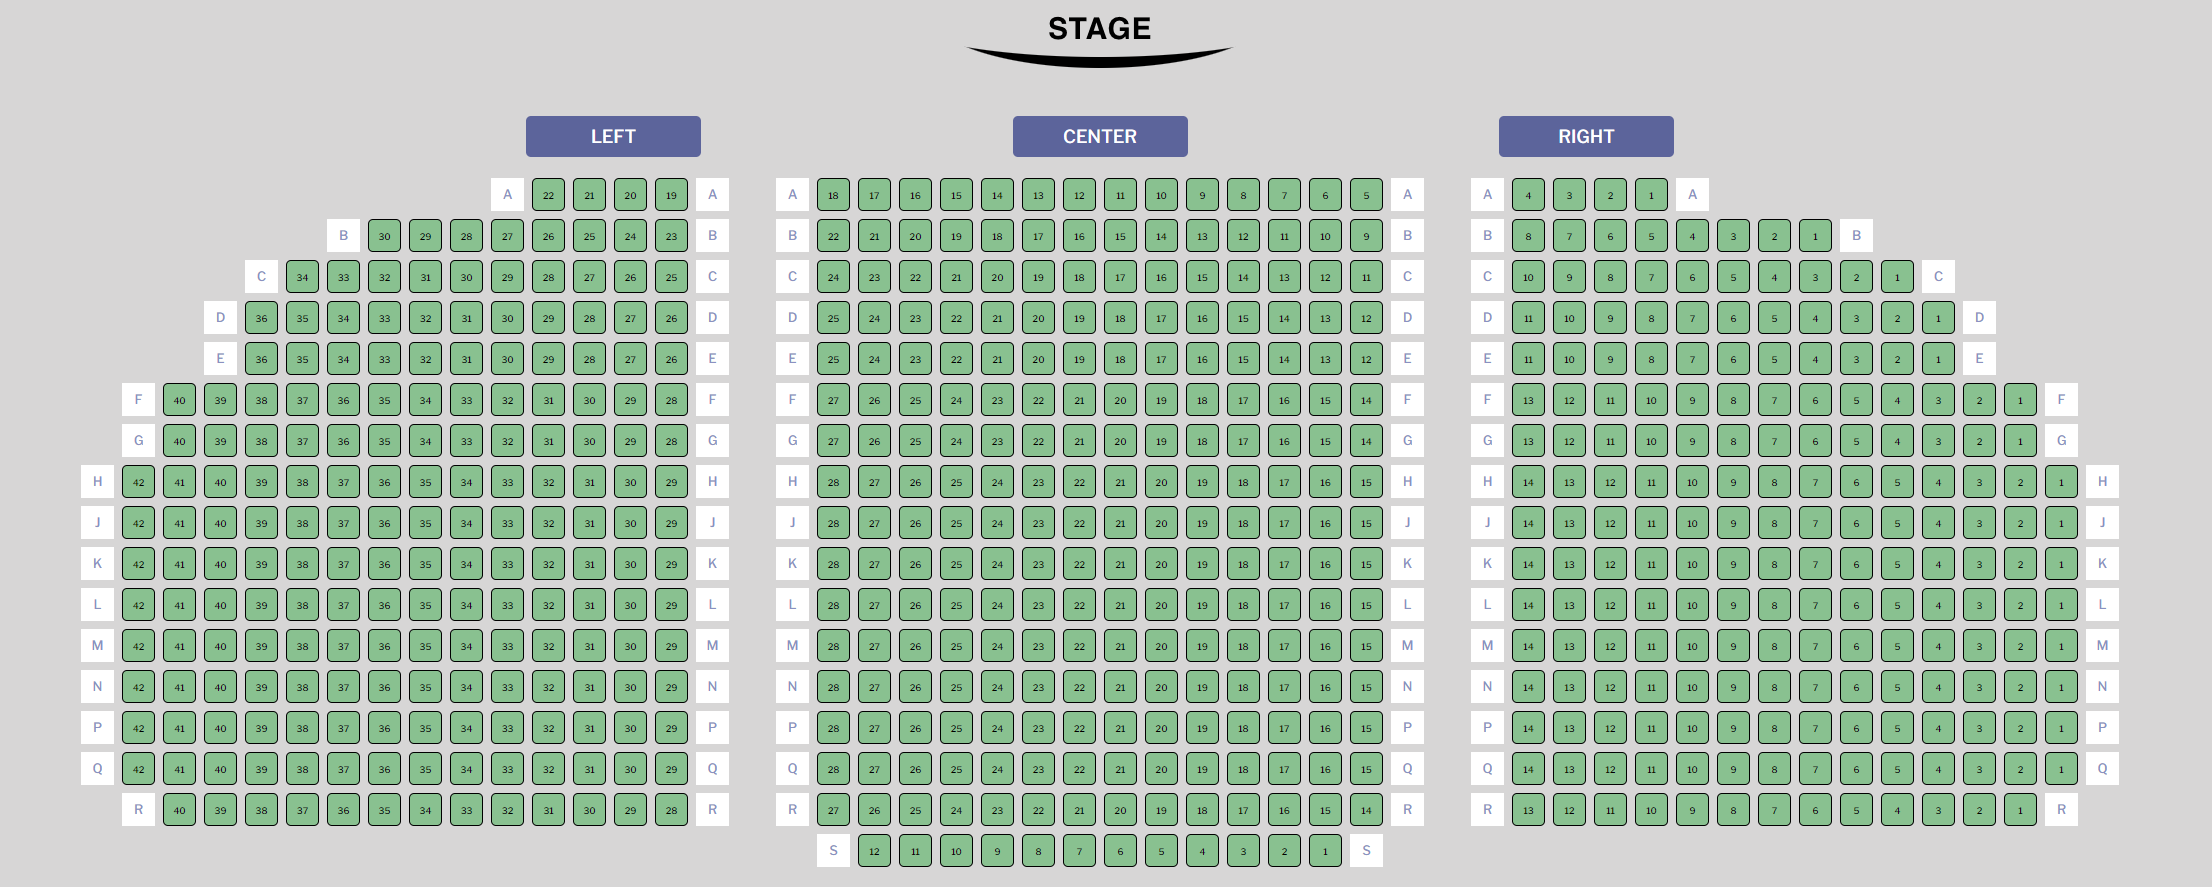 STAGE
LEFT CENTER RIGHT
A 22 21 20 19 A A 18 17 16 15 14 13 12 11 10 9 8 7 6 5 A A 4 3 2 1 A
B 30 29 28 27 26 25 24 23 B B 22 21 20 19 18 17 16 15 14 13 12 11 10 9 B B 8 7 6 5 4 3 2 1 B
C 34 33 32 31 30 29 28 27 26 25 C C 24 23 22 21 20 19 18 17 16 15 14 13 12 11 C C 10 9 8 7 6 5 4 3 2 1 C
D 36 35 34 33 32 31 30 29 28 27 26 D D 25 24 23 22 21 20 19 18 17 16 15 14 13 12 D D 11 10 9 8 7 6 5 4 3 2 1 D
E 36 35 34 33 32 31 30 29 28 27 26 E E 25 24 23 22 21 20 19 18 17 16 15 14 13 12 E E 11 10 9 8 7 6 5 4 3 2 1 E
F 40 39 38 37 36 35 34 33 32 31 30 29 28 F F 27 26 25 24 23 22 21 20 19 18 17 16 15 14 F F 13 12 11 10 9 8 7 6 5 4 3 2 1 F
G 40 39 38 37 36 35 34 33 32 31 30 29 28 G G 27 26 25 24 23 22 21 20 19 18 17 16 15 14 G G 13 12 11 10 9 8 7 6 5 4 3 2 1 G
H 42 41 40 39 38 37 36 35 34 33 32 31 30 29 H H 28 27 26 25 24 23 22 21 20 19 18 17 16 15 H H 14 13 12 11 10 9 8 7 6 5 4 3 2 1 H
J 42 41 40 39 38 37 36 35 34 33 32 31 30 29 J J 28 27 26 25 24 23 22 21 20 19 18 17 16 15 J J 14 13 12 11 10 9 8 7 6 5 4 3 2 1 J
K 42 41 40 39 38 37 36 35 34 33 32 31 30 29 K K 28 27 26 25 24 23 22 21 20 19 18 17 16 15 K K 14 13 12 11 10 9 8 7 6 5 4 3 2 1 K
L 42 41 40 39 38 37 36 35 34 33 32 31 30 29 L L 28 27 26 25 24 23 22 21 20 19 18 17 16 15 L L 14 13 12 11 10 9 8 7 6 5 4 3 2 1 L
M 42 41 40 39 38 37 36 35 34 33 32 31 30 29 M M 28 27 26 25 24 23 22 21 20 19 18 17 16 15 M M 14 13 12 11 10 9 8 7 6 5 4 3 2 1 M
N 42 41 40 39 38 37 36 35 34 33 32 31 30 29 N N 28 27 26 25 24 23 22 21 20 19 18 17 16 15 N N 14 13 12 11 10 9 8 7 6 5 4 3 2 1 N
P 42 41 40 39 38 37 36 35 34 33 32 31 30 29 P P 28 27 26 25 24 23 22 21 20 19 18 17 16 15 P P 14 13 12 11 10 9 8 7 6 5 4 3 2 1 P
Q 42 41 40 39 38 37 36 35 34 33 32 31 30 29 Q Q 28 27 26 25 24 23 22 21 20 19 18 17 16 15 Q Q 14 13 12 11 10 9 8 7 6 5 4 3 2 1 Q
R 40 39 38 37 36 35 34 33 32 31 30 29 28 R R 27 26 25 24 23 22 21 20 19 18 17 16 15 14 R R 13 12 11 10 9 8 7 6 5 4 3 2 1 R
S 12 11 10 9 8 7 6 5 4 3 2 1 S